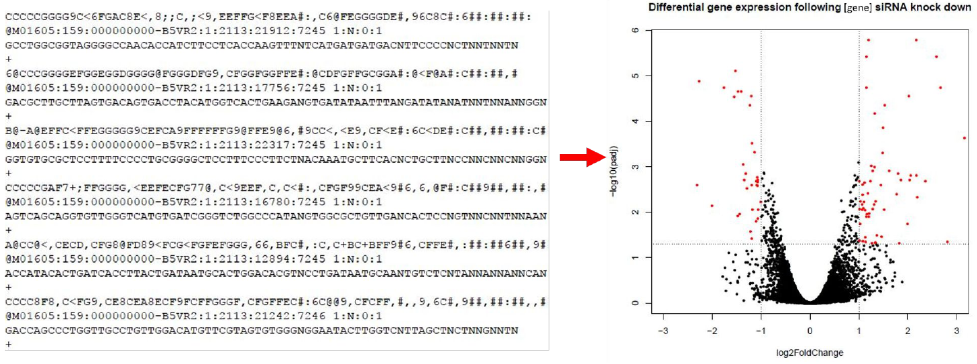 CCCCCGGGG9C<6FGAC8E<,8;;C,;<9,EEFFG<F8EEA#:,C6@FEGGGGDE#,96C8C#:6##:##:##:
@M01605:159:000000000-B5VR2:1:2113:21912:7245 1:N:0:1
GCCTGGCGGTAGGGGCCAACACCATCTTCCTCACCAAGTTTNTCATGATGATGACNTTCCCCNCTNNTNNTN
+
6@CCCGGGGEFGGEGGDGGGG@FGGGDFG9,CFGGFGGFFE#:@CDFGFFGCGGA#:@<F@A#:C##:##,#
@M01605:159:000000000-B5VR2:1:2113:17756:7245 1:N:0:1
GACGCTTGCTTAGTGACAGTGACCTACATGGTCACTGAAGANGTGATATAATTTANGATATANATNNTNNANNGGN
+
B@-A@EFFC<FFEGGGGG9CEFCA9FFFFFFG9@FFE9@6,#9CC<,<E9,CF<E#:6C<DE#:C##,##:##:C#
@M01605:159:000000000-B5VR2:1:2113:22317:7245 1:N:0:1
GGTGTGCGCTCCTTTTCCCCTGCGGGGCTCCTTTCCCTTCTNACAAATGCTTCACNCTGCTTNCCNNCNNCNNGGN
+
CCCCCGAF7+;FFGGGG,<EEFECFG77@,C<9EEF,C,C<#:,CFGF99CEA<9#6,6,@F#:C##9##,##:,#
@M01605:159:000000000-B5VR2:1:2113:16780:7245 1:N:0:1
AGTCAGCAGGTGTTGGGTCATGTGATCGGGTCTGGCCCATANGTGGCGCTGTTGANCACTCCNGTNNCNNTNNAAN
+
A@CC@<,CECD,CFG8@FD89<FCG<FGFEFGGG,66,BFC#,:C,C+BC+BFF9#6,CFFE#,:##:##6##,9#
@M01605:159:000000000-B5VR2:1:2113:12894:7245 1:N:0:1
ACCATACACTGATCACCTTACTGATAATGCACTGGACACGTNCCTGATAATGCAATNGTCTCNTANNANNANNCAN
+
CCCC8F8,C<FG9,CE8CEA8ECF9FCFFGGGF,CFGFFEC#:6C@@9,CFCFF,#,,9,6C#,9##,##:##:,,#
@M01605:159:000000000-B5VR2:1:2113:21242:7246 1:N:0:1
GACCAGCCCTGGTTGCCTGTTGGACATGTTCGTAGTGTGGGNGGAATACTTGGTCNTTAGCTNCTNNGNNTN
+
Differential gene expression following [gene] siRNA knock down
6
5
4
3
2
1
0
−log10(padj)
−3 −2 −1 0 1 2 3
log2FoldChange